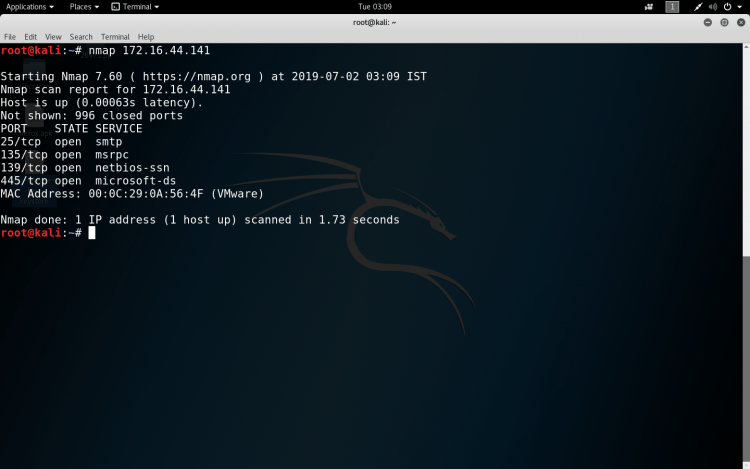 Applications Places Terminal Tue 03:09 1
root@kali: ~
File Edit View Search Terminal Help
root@kali:~# nmap 172.16.44.141
Starting Nmap 7.60 ( https://nmap.org ) at 2019-07-02 03:09 IST
Nmap scan report for 172.16.44.141
Host is up (0.00063s latency).
Not shown: 996 closed ports
PORT STATE SERVICE
25/tcp open smtp
135/tcp open msrpc
139/tcp open netbios-ssn
445/tcp open microsoft-ds
MAC Address: 00:0C:29:0A:56:4F (VMware)
Nmap done: 1 IP address (1 host up) scanned in 1.73 seconds
root@kali:~#